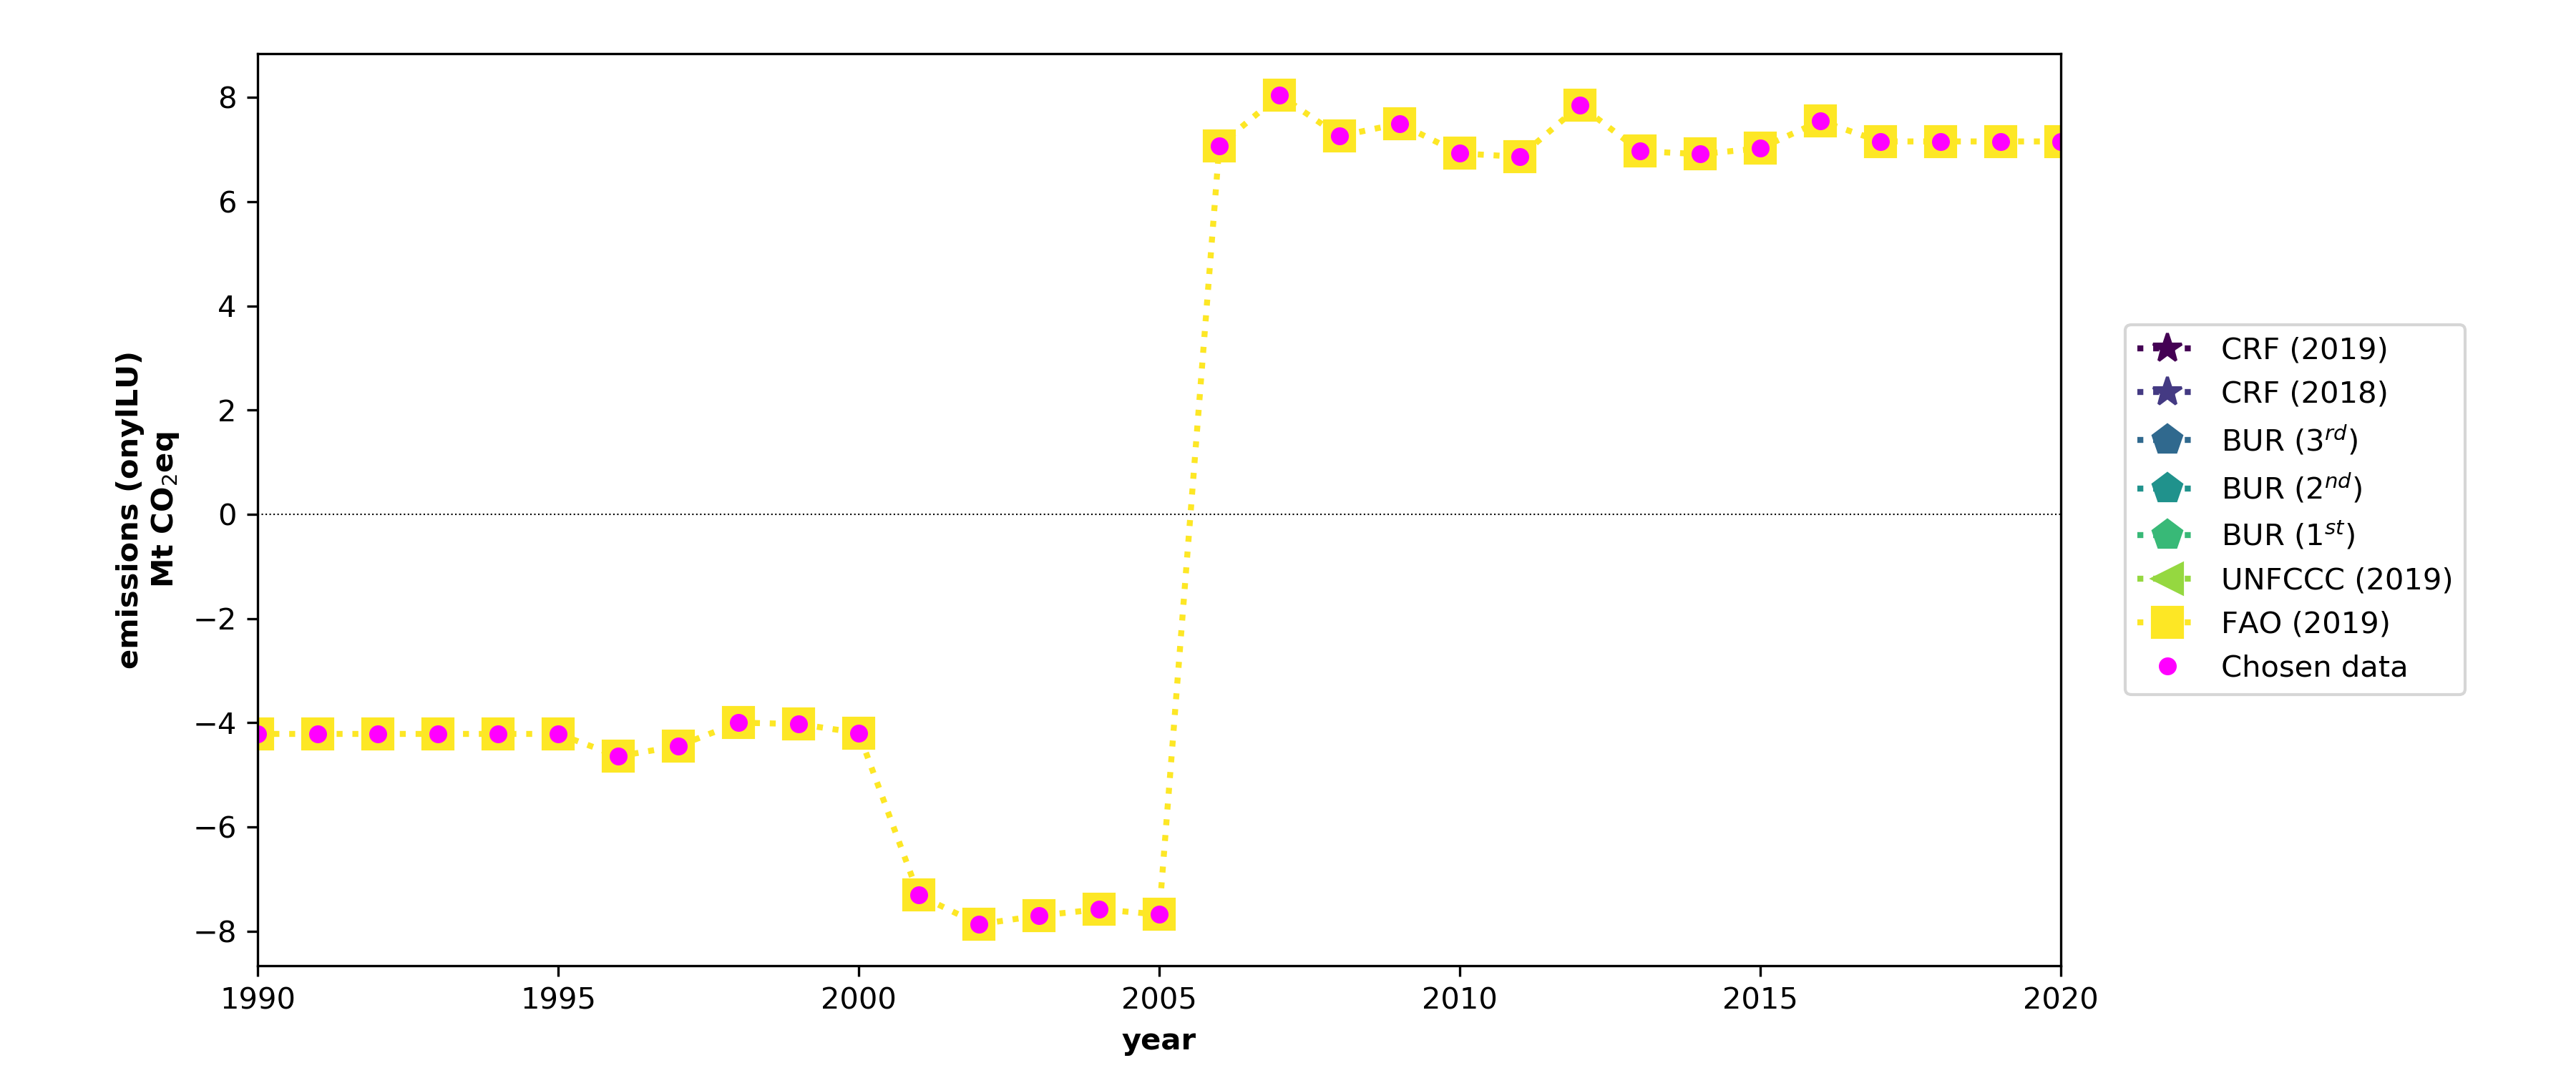 emissions (onylLU)
Mt CO₂eq
8
6
4
2
0
−2
−4
−6
−8
1990 1995 2000 2005 2010 2015 2020
year
CRF (2019)
CRF (2018)
BUR (3ʳᵈ)
BUR (2ⁿᵈ)
BUR (1ˢᵗ)
UNFCCC (2019)
FAO (2019)
Chosen data